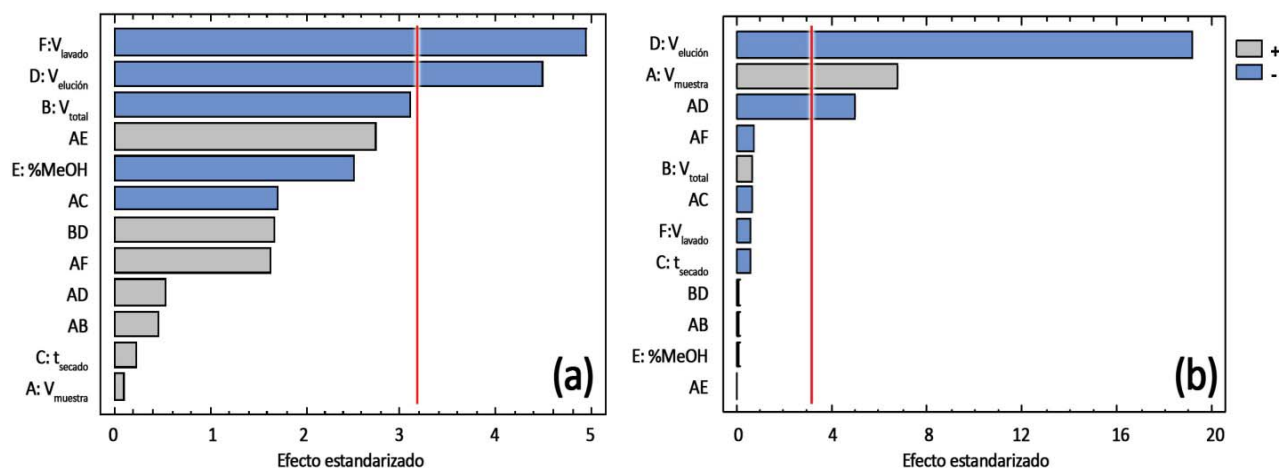 F:Vlavado
D: Velución
B: Vtotal
AE
E: %MeOH
AC
BD
AF
AD
AB
C: tsecado
A: Vmuestra
(a)
0 1 2 3 4 5
Efecto estandarizado
D: Velución
A: Vmuestra
AD
AF
B: Vtotal
AC
F:Vlavado
C: tsecado
BD
AB
E: %MeOH
AE
(b)
0 4 8 12 16 20
Efecto estandarizado
+
-